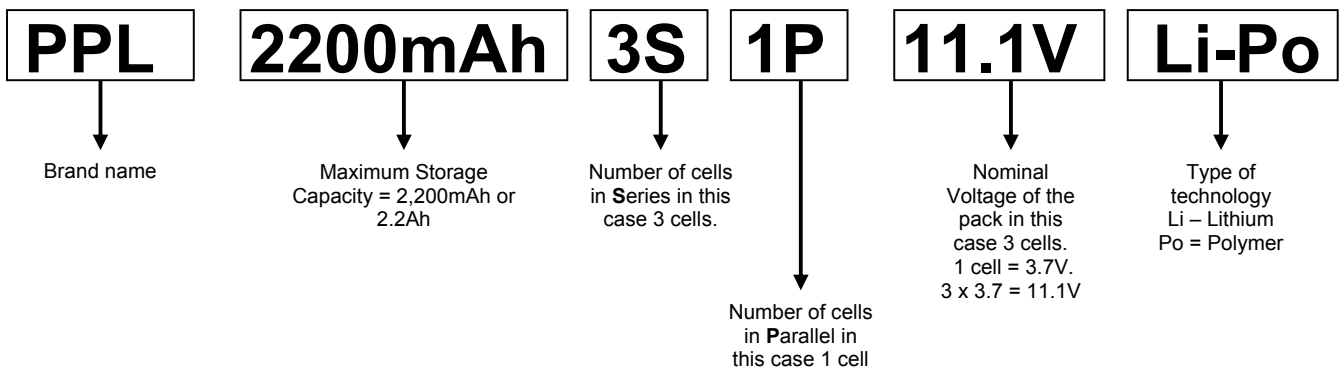 PPL 2200mAh 3S 1P 11.1V Li-Po
Brand name
Maximum Storage
Capacity = 2,200mAh or
2.2Ah
Number of cells
in Series in this
case 3 cells.
Number of cells
in Parallel in
this case 1 cell
Nominal
Voltage of the
pack in this
case 3 cells.
1 cell = 3.7V.
3 x 3.7 = 11.1V
Type of
technology
Li – Lithium
Po = Polymer